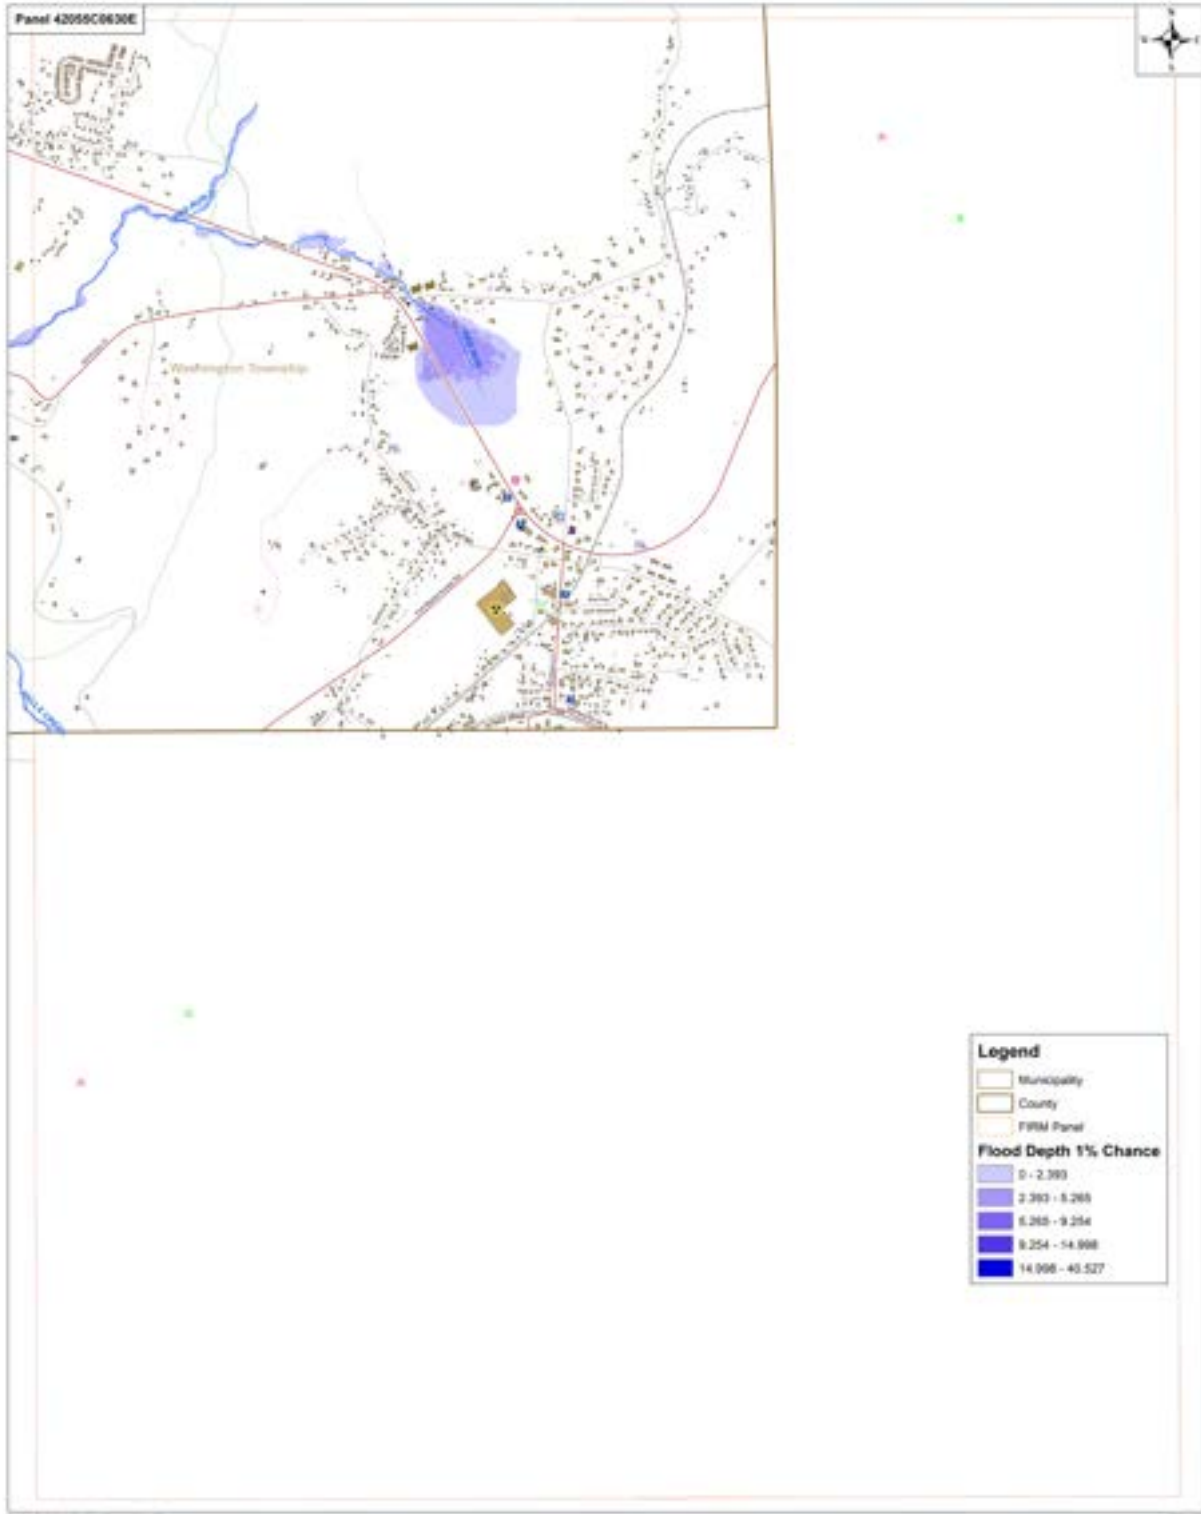 Panel 42055C0630E
N
Washington Township
Legend
Municipality
County
FIRM Panel
Flood Depth 1% Chance
0 - 2.393
2.393 - 5.265
5.265 - 9.254
9.254 - 14.998
14.998 - 40.527